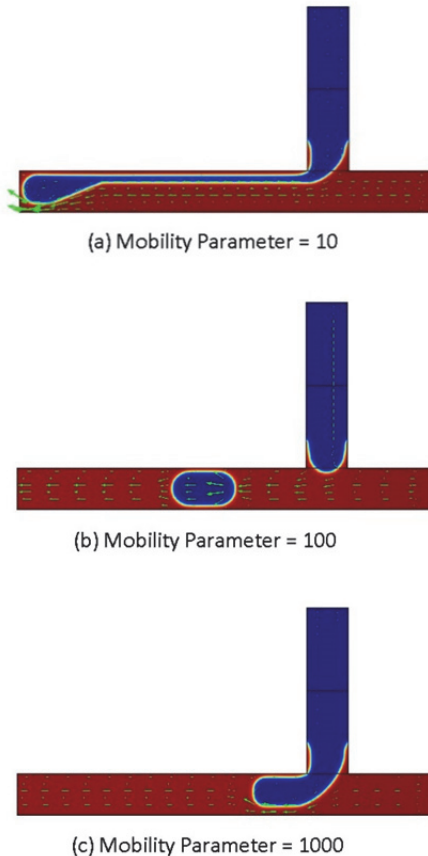 (a) Mobility Parameter = 10
(b) Mobility Parameter = 100
(c) Mobility Parameter = 1000